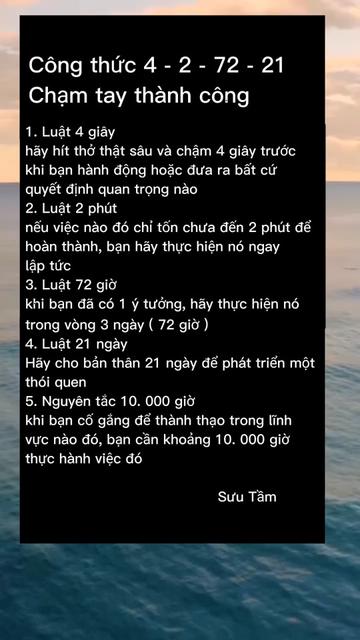 Công thức 4 - 2 - 72 - 21
Chạm tay thành công
1. Luật 4 giây
hãy hít thở thật sâu và chậm 4 giây trước
khi bạn hành động hoặc đưa ra bất cứ
quyết định quan trọng nào
2. Luật 2 phút
nếu việc nào đó chỉ tốn chưa đến 2 phút để
hoàn thành, bạn hãy thực hiện nó ngay
lập tức
3. Luật 72 giờ
khi bạn đã có 1 ý tưởng, hãy thực hiện nó
trong vòng 3 ngày ( 72 giờ )
4. Luật 21 ngày
Hãy cho bản thân 21 ngày để phát triển một
thói quen
5. Nguyên tắc 10. 000 giờ
khi bạn cố gắng để thành thạo trong lĩnh
vực nào đó, bạn cần khoảng 10. 000 giờ
thực hành việc đó
Sưu Tầm